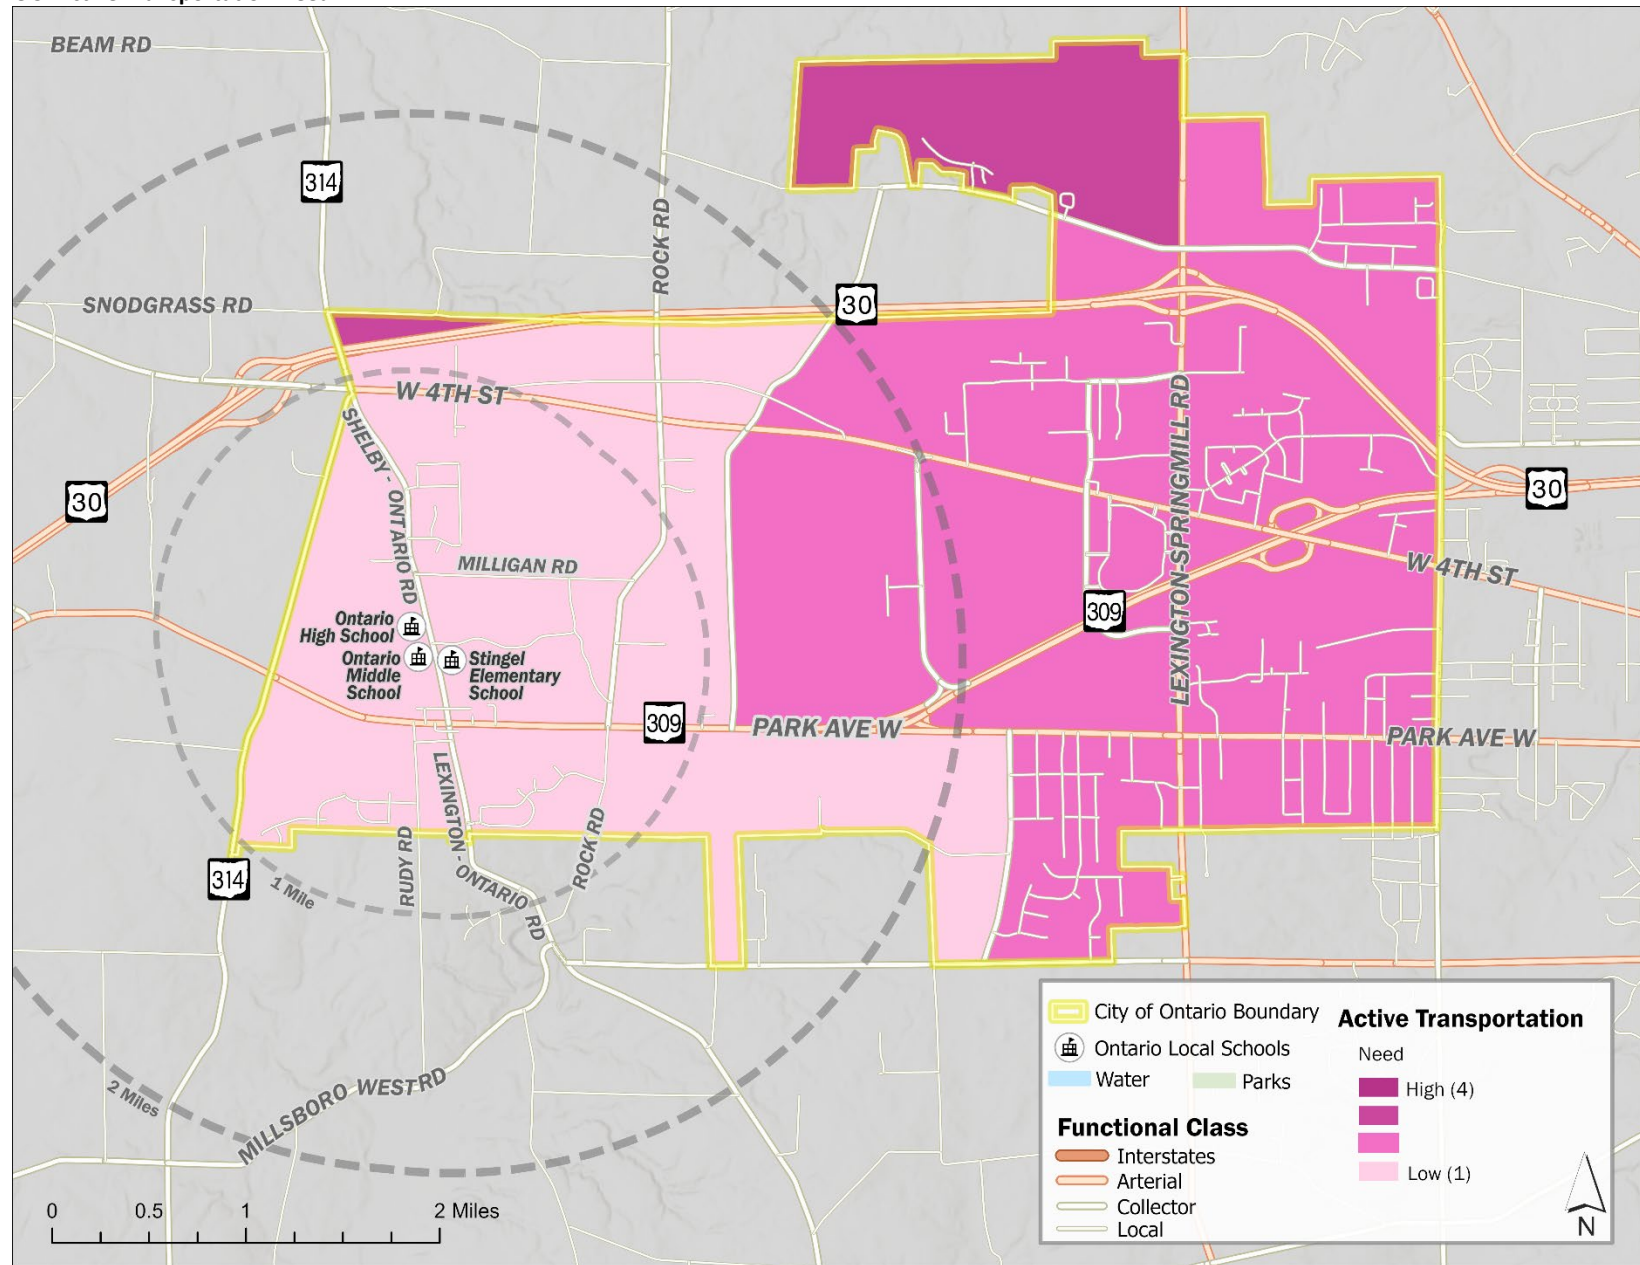 BEAM RD
314
ROCK RD
SNODGRASS RD
30
W 4TH ST
SHELBY - ONTARIO RD
30
LEXINGTON-SPRINGMILL RD
30
MILLIGAN RD
W 4TH ST
309
Ontario
High School
Ontario
Middle
School
Stingel
Elementary
School
309
PARK AVE W
PARK AVE W
LEXINGTON - ONTARIO RD
RUDY RD
ROCK RD
314
1 Mile
2 Miles
MILLSBORO WEST RD
0 0.5 1 2 Miles
City of Ontario Boundary
Ontario Local Schools
Water
Parks
Functional Class
Interstates
Arterial
Collector
Local
Active Transportation
Need
High (4)
Low (1)
N